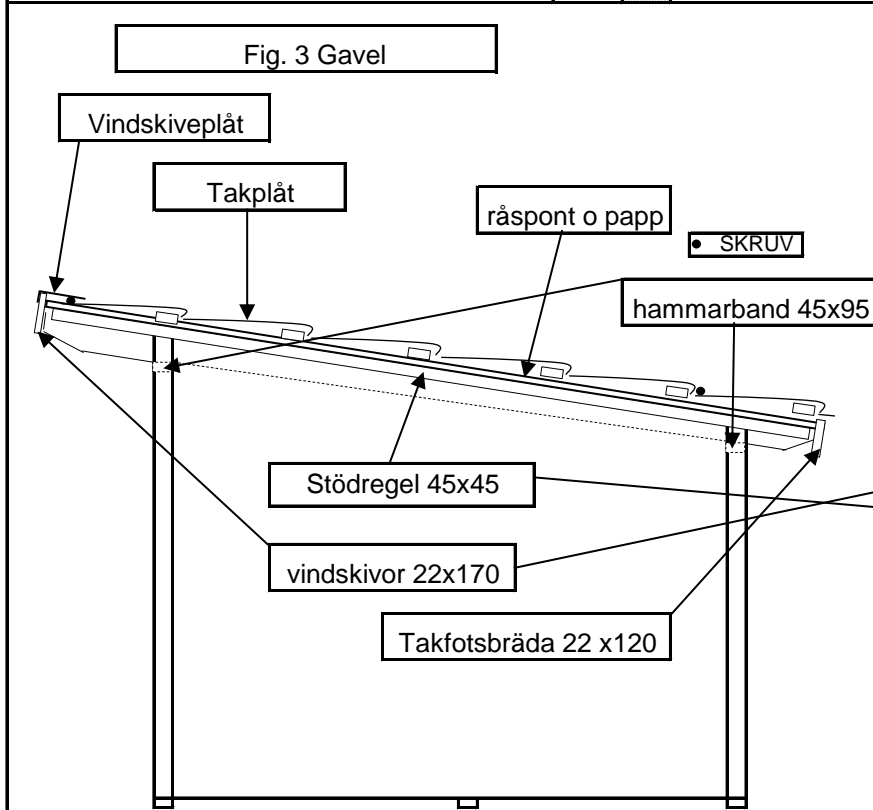 Fig. 3 Gavel
Vindskiveplåt
Takplåt
råspont o papp
SKRUV
hammarband 45x95
Stödregel 45x45
vindskivor 22x170
Takfotsbräda 22 x120